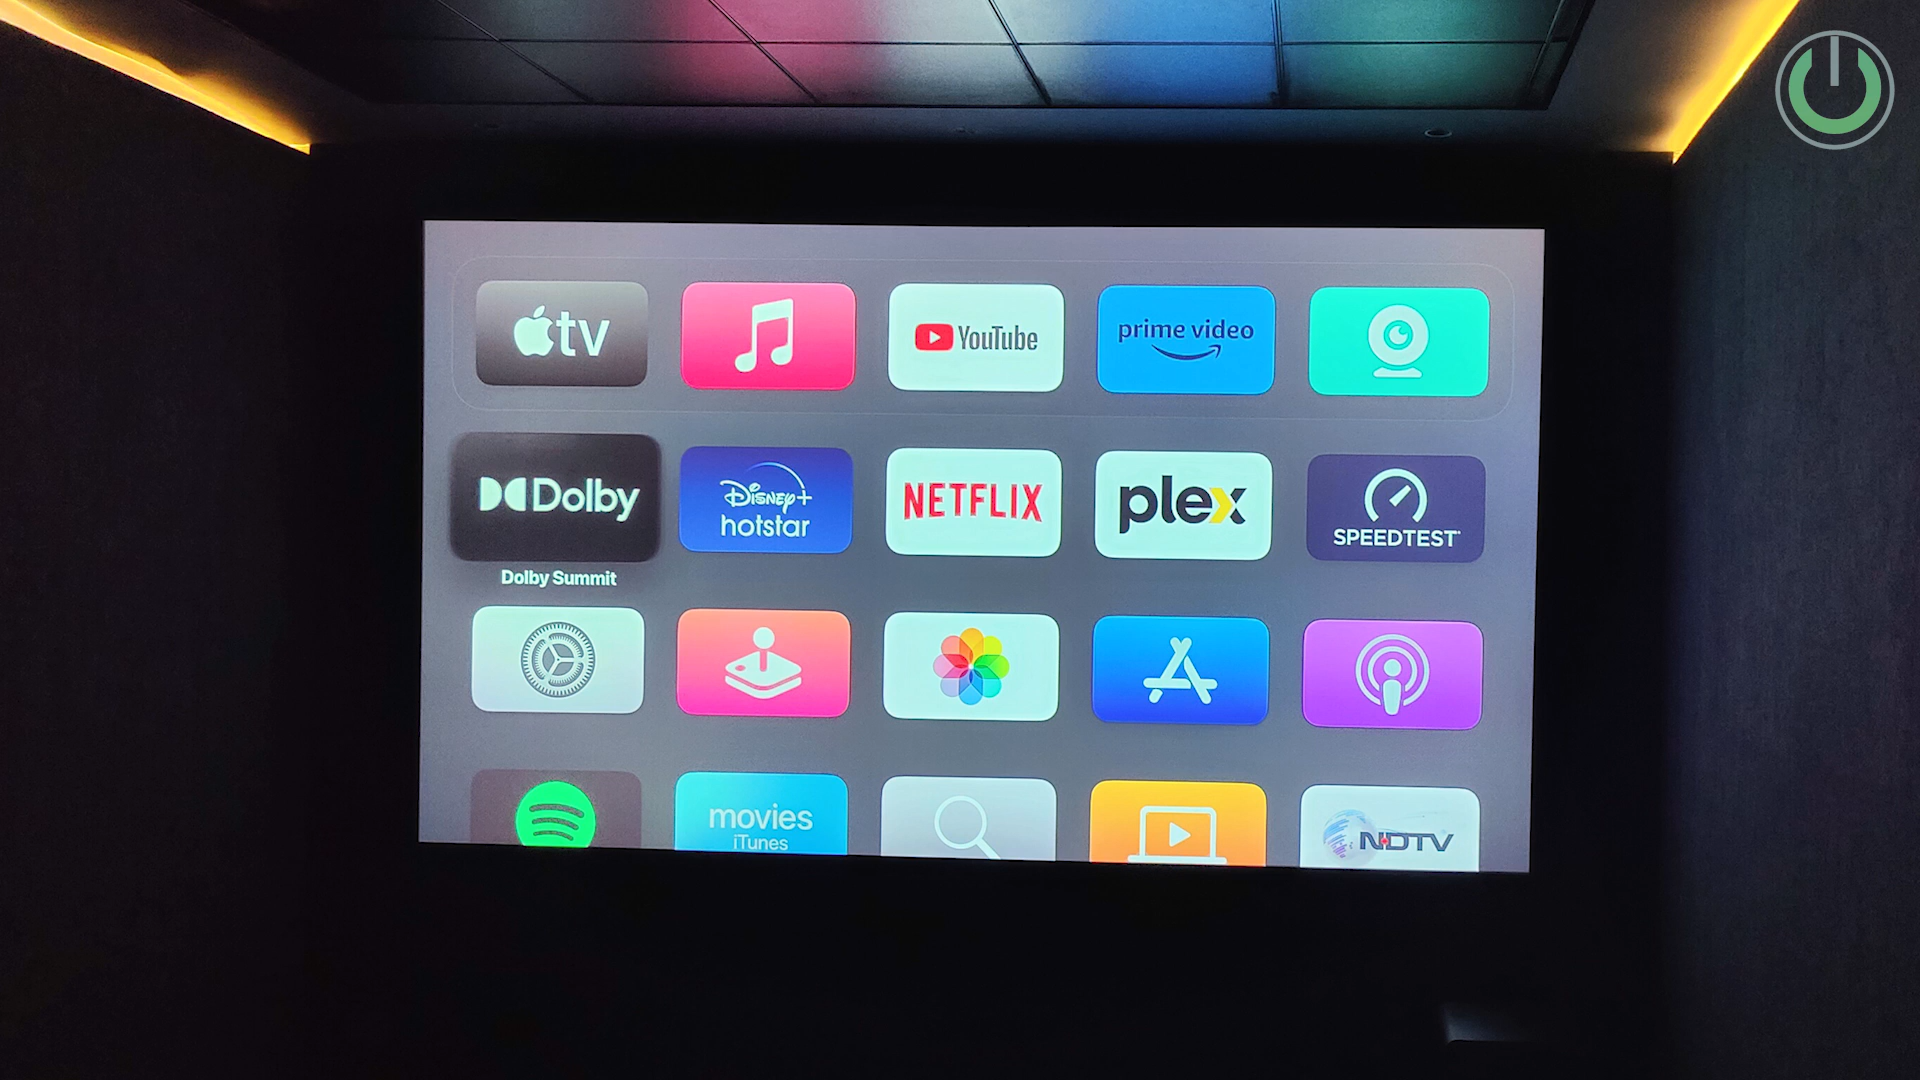 tv
YouTube
prime video
Dolby
Disney+
hotstar
NETFLIX
plex
SPEEDTEST
Dolby Summit
movies
iTunes
NDTV